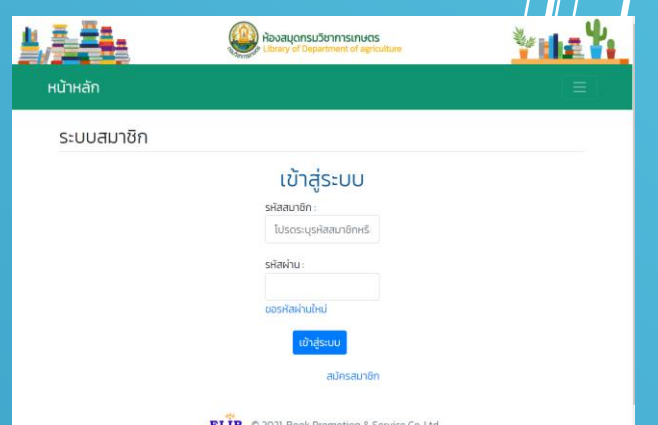 ห้องสมุดกรมวิชาการเกษตร
Library of Department of agriculture
หน้าหลัก
ระบบสมาชิก
เข้าสู่ระบบ
รหัสสมาชิก :
โปรดระบุรหัสสมาชิกหรื
รหัสผ่าน :
ขอรหัสผ่านใหม่
เข้าสู่ระบบ
สมัครสมาชิก
ELIB © 2021 Book Promotion & Service Co.,Ltd